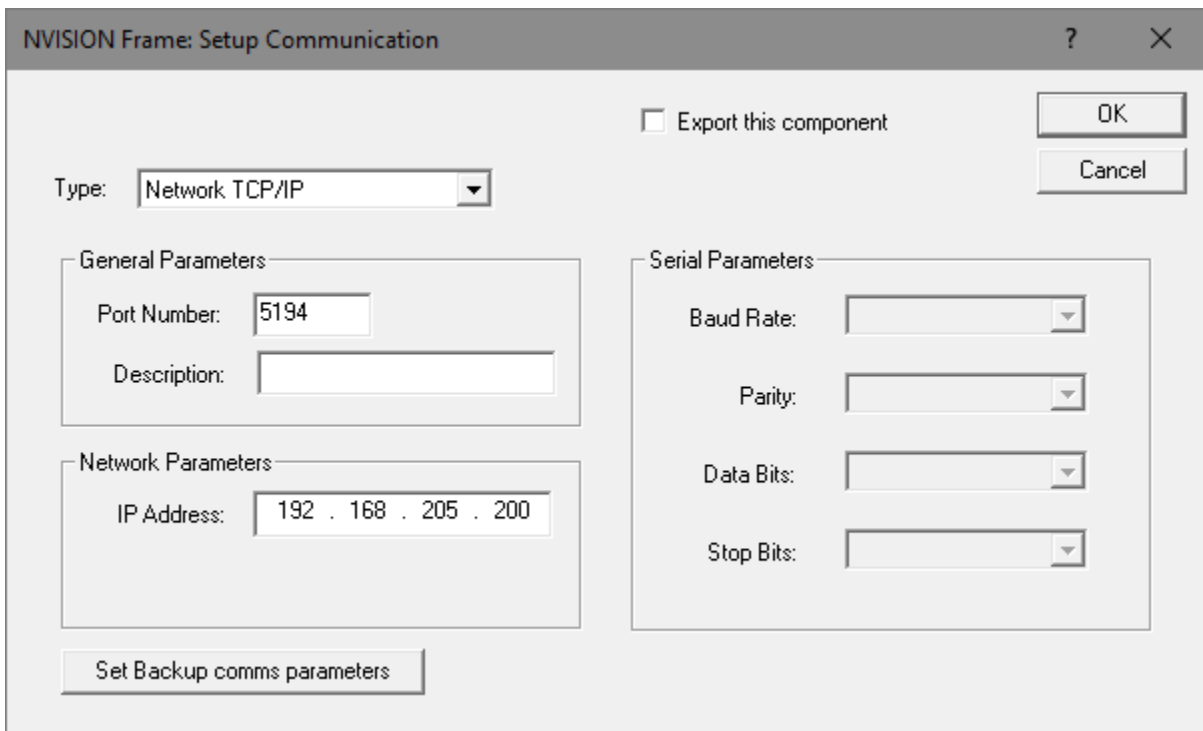 NVISION Frame: Setup Communication
?
Export this component
OK
Cancel
Type: Network TCP/IP
General Parameters
Port Number: 5194
Description:
Network Parameters
IP Address: 192 . 168 . 205 . 200
Set Backup comms parameters
Serial Parameters
Baud Rate:
Parity:
Data Bits:
Stop Bits: